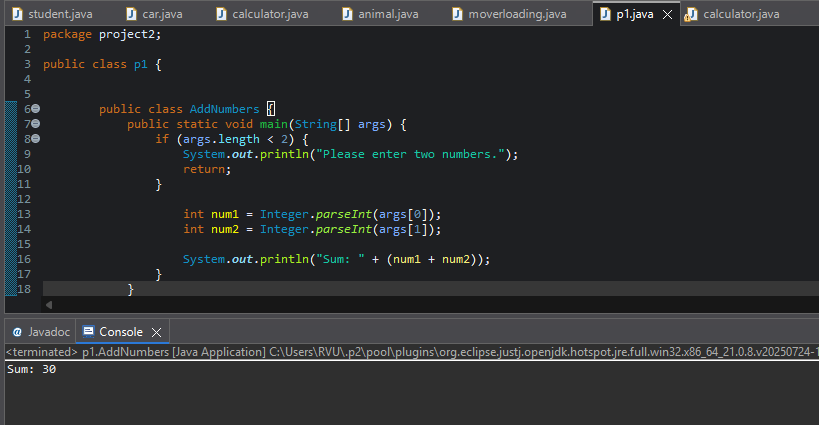 student.java car.java calculator.java animal.java moverloading.java p1.java calculator.java
1 package project2;
2
3 public class p1 {
4
5
6 public class AddNumbers {
7 public static void main(String[] args) {
8 if (args.length < 2) {
9 System.out.println("Please enter two numbers.");
10 return;
11 }
12
13 int num1 = Integer.parseInt(args[0]);
14 int num2 = Integer.parseInt(args[1]);
15
16 System.out.println("Sum: " + (num1 + num2));
17 }
18 }
Javadoc Console
<terminated> p1.AddNumbers [Java Application] C:\Users\RVU\.p2\pool\plugins\org.eclipse.justj.openjdk.hotspot.jre.full.win32.x86_64_21.0.8.v20250724-1
Sum: 30